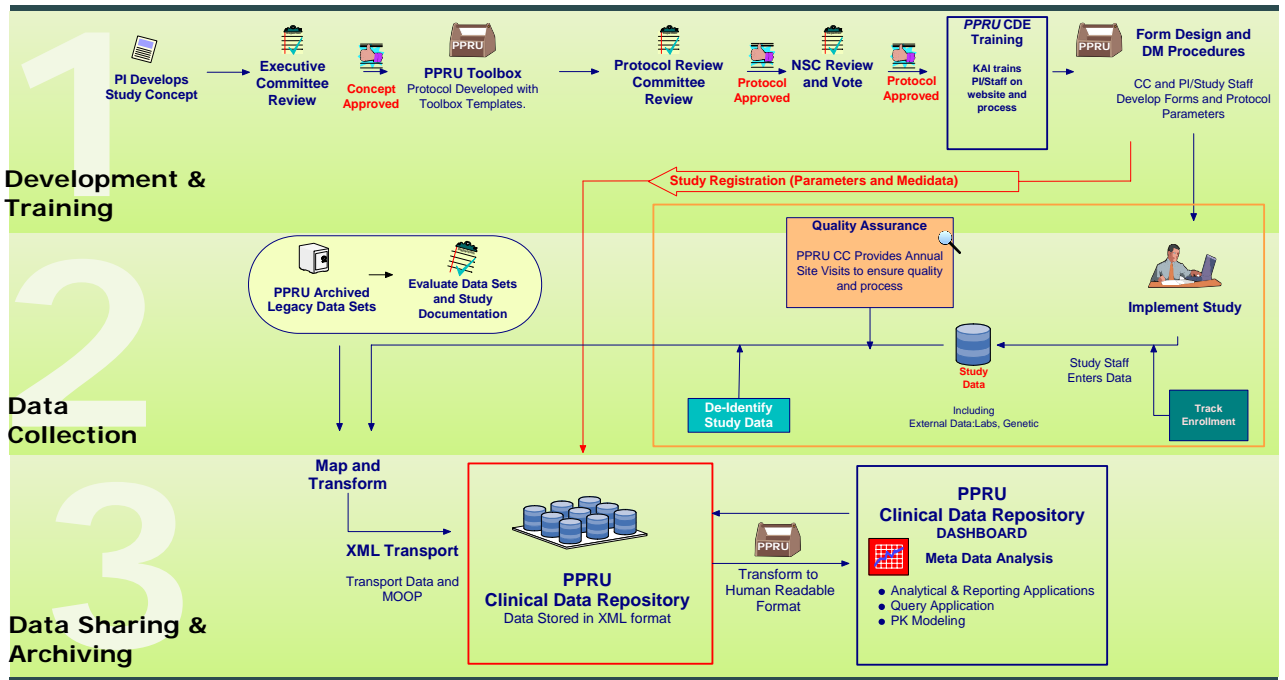 1
PI Develops
Study Concept
Executive
Committee
Review
Concept
Approved
PPRU
PPRU Toolbox
Protocol Developed with
Toolbox Templates.
Protocol Review
Committee
Review
Protocol
Approved
NSC Review
and Vote
Protocol
Approved
PPRU CDE
Training
KAI trains
PI/Staff on
website and
process
PPRU
Form Design and
DM Procedures
CC and PI/Study Staff
Develop Forms and Protocol
Parameters
Development &
Training
Study Registration (Parameters and Medidata)
2
PPRU Archived
Legacy Data Sets
Evaluate Data Sets
and Study
Documentation
Quality Assurance
PPRU CC Provides Annual
Site Visits to ensure quality
and process
Implement Study
Study
Data
Study Staff
Enters Data
De-Identify
Study Data
Including
External Data:Labs, Genetic
Track
Enrollment
Data
Collection
3
Map and
Transform
XML Transport
Transport Data and
MOOP
PPRU
Clinical Data Repository
Data Stored in XML format
PPRU
Transform to
Human Readable
Format
PPRU
Clinical Data Repository
DASHBOARD
Meta Data Analysis
● Analytical & Reporting Applications
● Query Application
● PK Modeling
Data Sharing &
Archiving